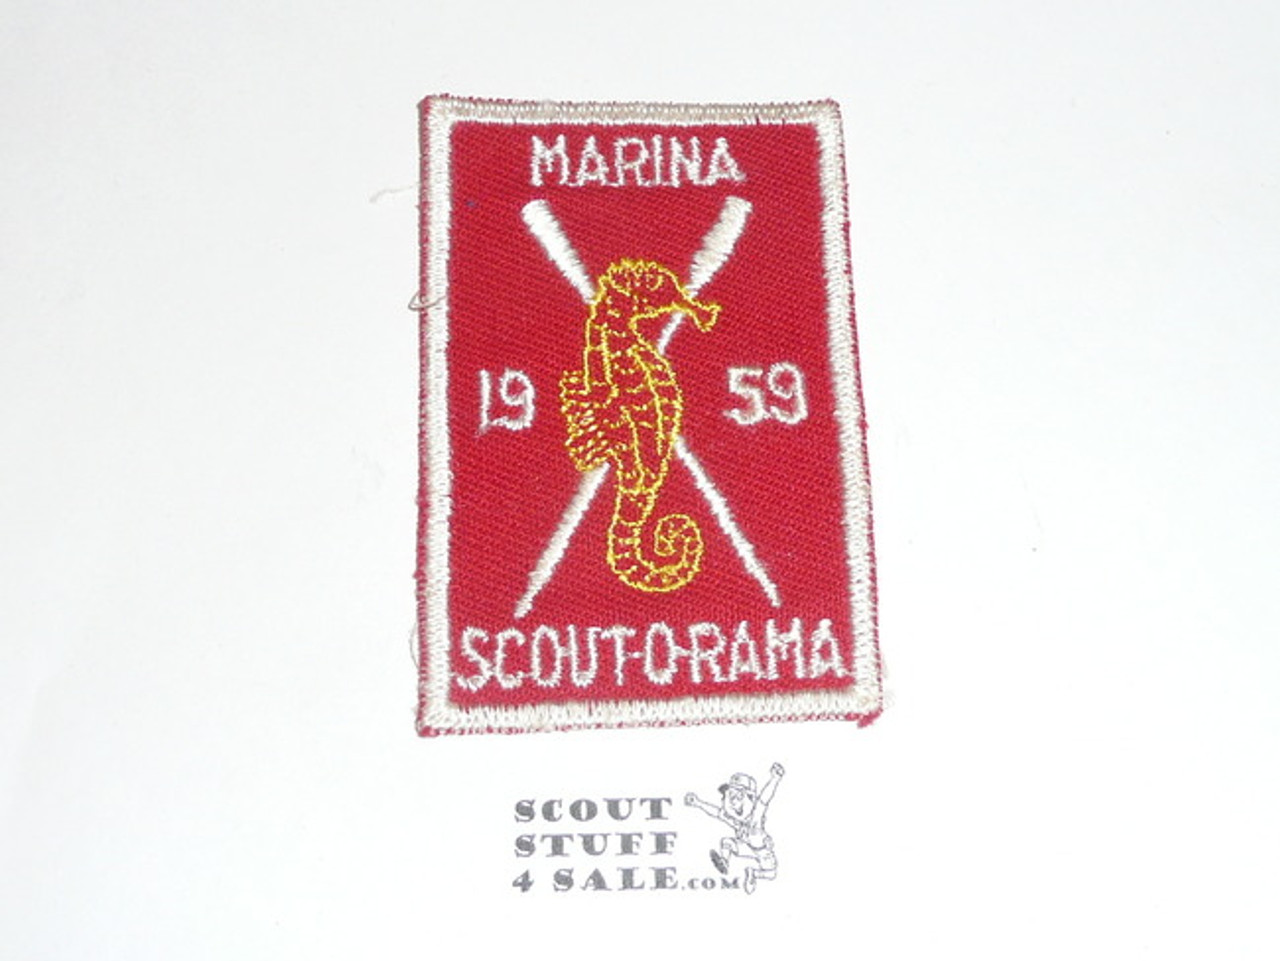 MARINA
19 59
SCOUT-O-RAMA
SCOUT
STUFF
4 SALE.COM